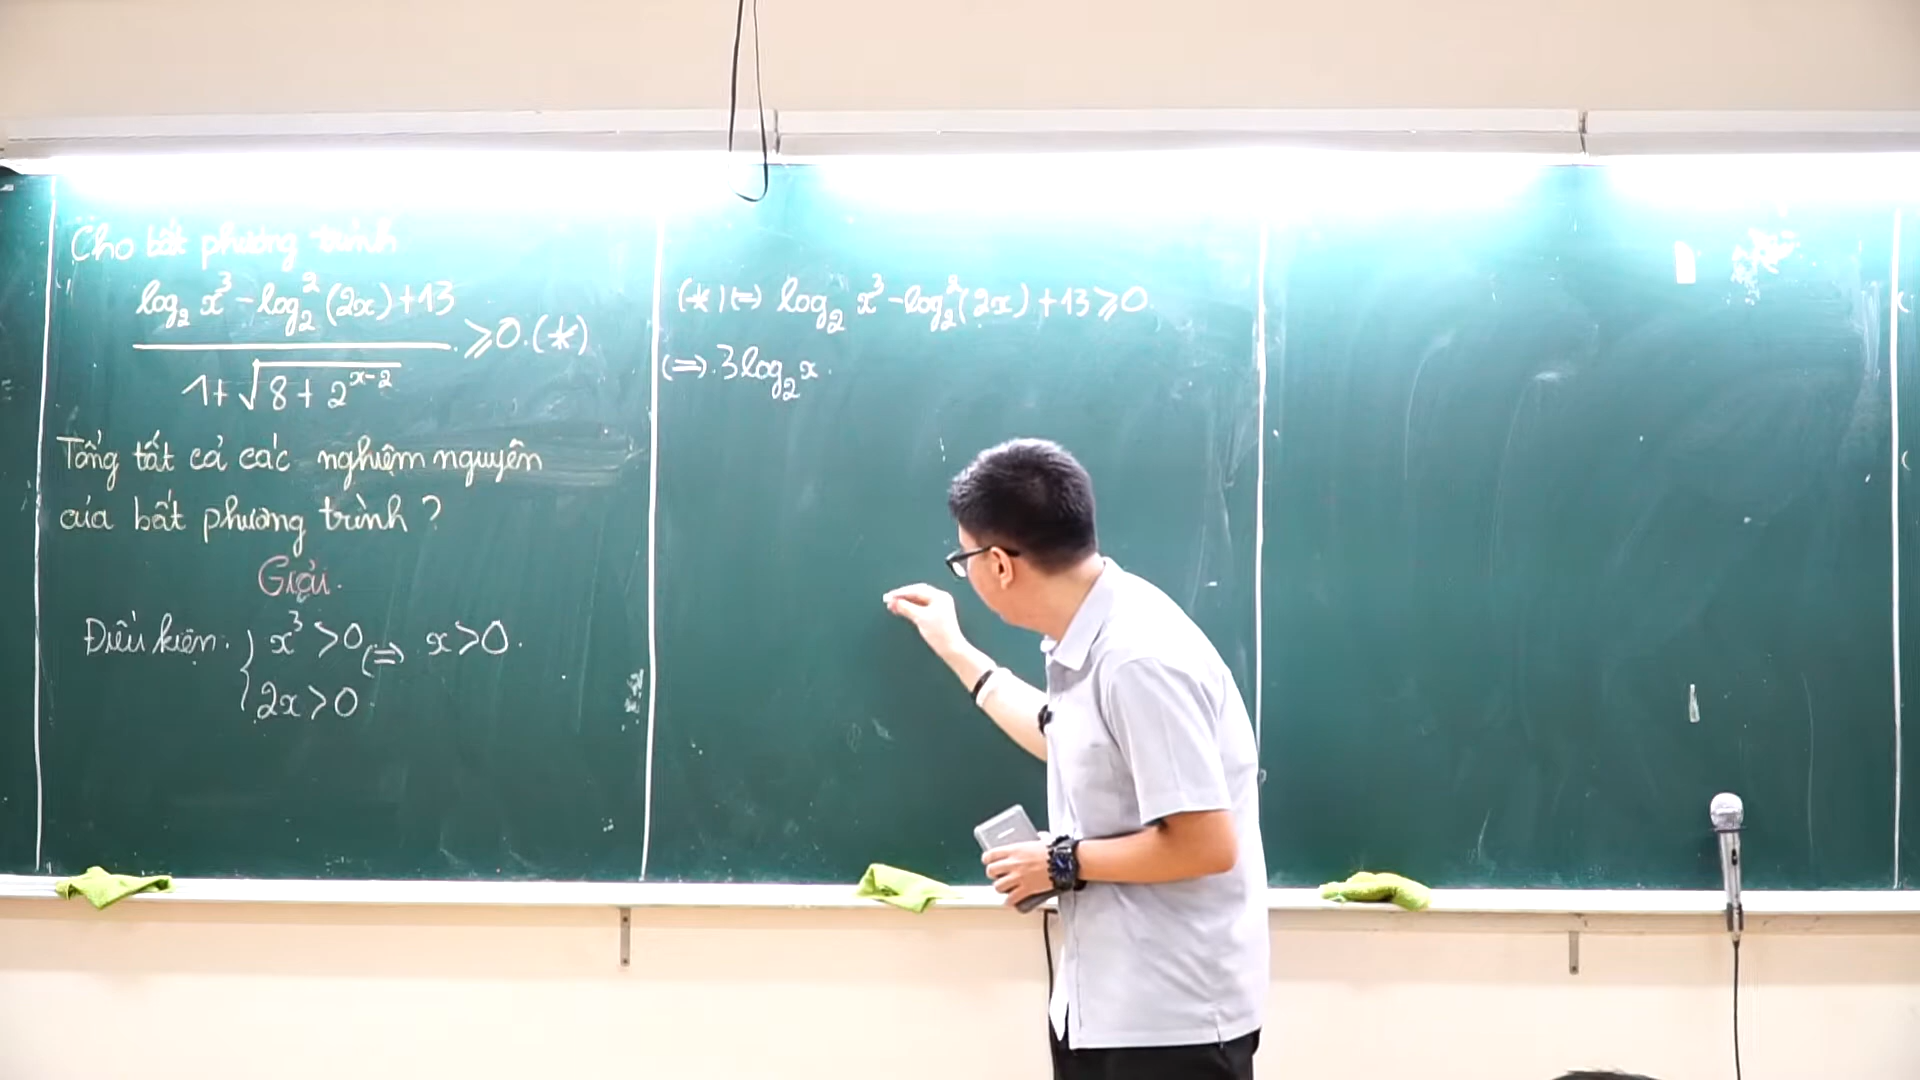 Cho bất phương trình
log₂ x³ - log₂² (2x) + 13
1 + √(8 + 2^(x-2))
≥ 0. (*)
Tổng tất cả các nghiệm nguyên
của bất phương trình ?
Giải.
Điều kiện: { x³ > 0 (=) x > 0.
2x > 0
(*) (=) log₂ x³ - log₂² (2x) + 13 ≥ 0.
(=) 3log₂ x